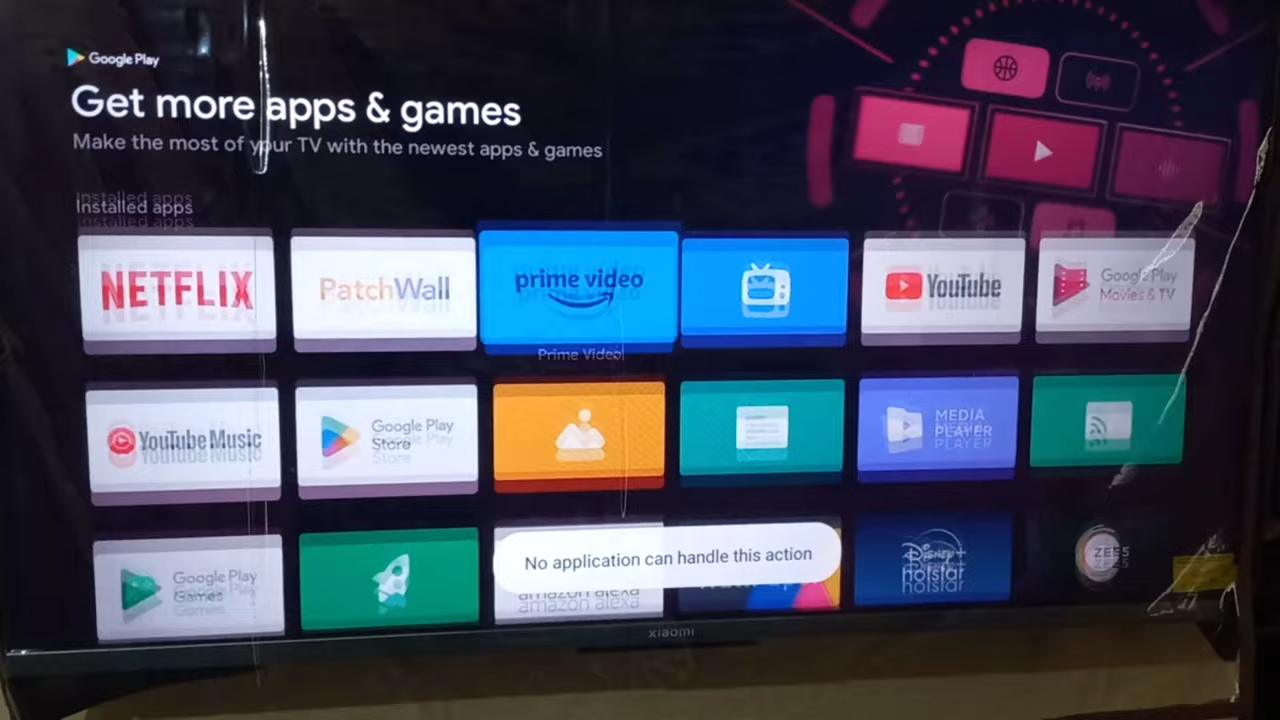 Google Play
Get more apps & games
Make the most of your TV with the newest apps & games
Installed apps
NETFLIX
PatchWall
prime video
YouTube
Google Play
Movies & TV
Prime Video
YouTube Music
Google Play
Store
MEDIA
PLAYER
Google Play
Games
No application can handle this action
amazon alexa
Disney+
hotstar
ZEE5
xiaomi